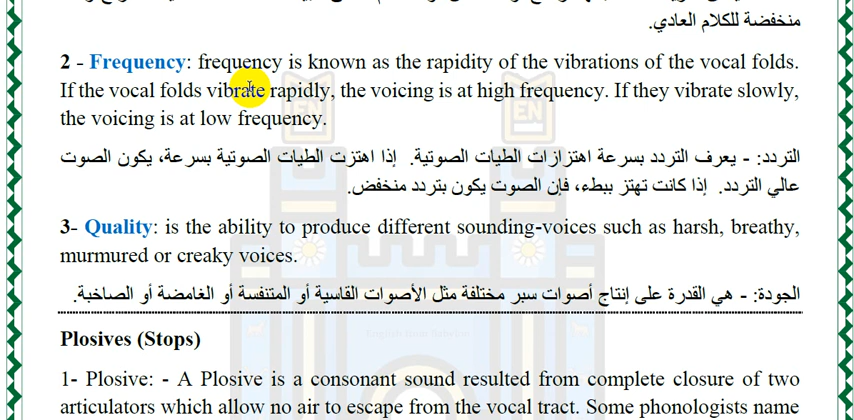 منخفضة للكلام العادي.
2 - Frequency: frequency is known as the rapidity of the vibrations of the vocal folds.
If the vocal folds vibrate rapidly, the voicing is at high frequency. If they vibrate slowly,
the voicing is at low frequency.
التردد: - يعرف التردد بسرعة اهتزازات الطيات الصوتية. إذا اهتزت الطيات الصوتية بسرعة، يكون الصوت
عالي التردد. إذا كانت تهتز ببطء، فإن الصوت يكون بتردد منخفض.
3- Quality: is the ability to produce different sounding-voices such as harsh, breathy,
murmured or creaky voices.
الجودة: - هي القدرة على إنتاج أصوات سبر مختلفة مثل الأصوات القاسية أو المتنفسة أو الغامضة أو الصاخبة.
Plosives (Stops)
1- Plosive: - A Plosive is a consonant sound resulted from complete closure of two
articulators which allow no air to escape from the vocal tract. Some phonologists name